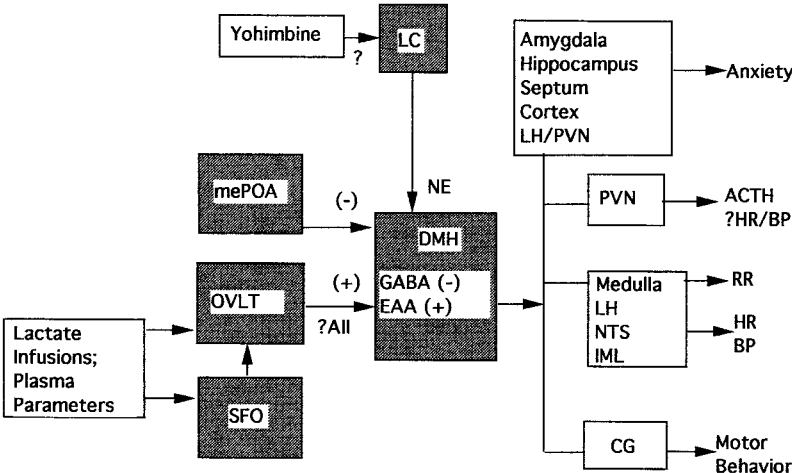 Yohimbine
?
LC
Amygdala
Hippocampus
Septum
Cortex
LH/PVN
Anxiety
mePOA
(-)
NE
PVN
ACTH
?HR/BP
DMH
GABA (-)
EAA (+)
OVLT
(+)
?AII
Medulla
LH
NTS
IML
RR
HR
BP
Lactate
Infusions;
Plasma
Parameters
SFO
CG
Motor
Behavior